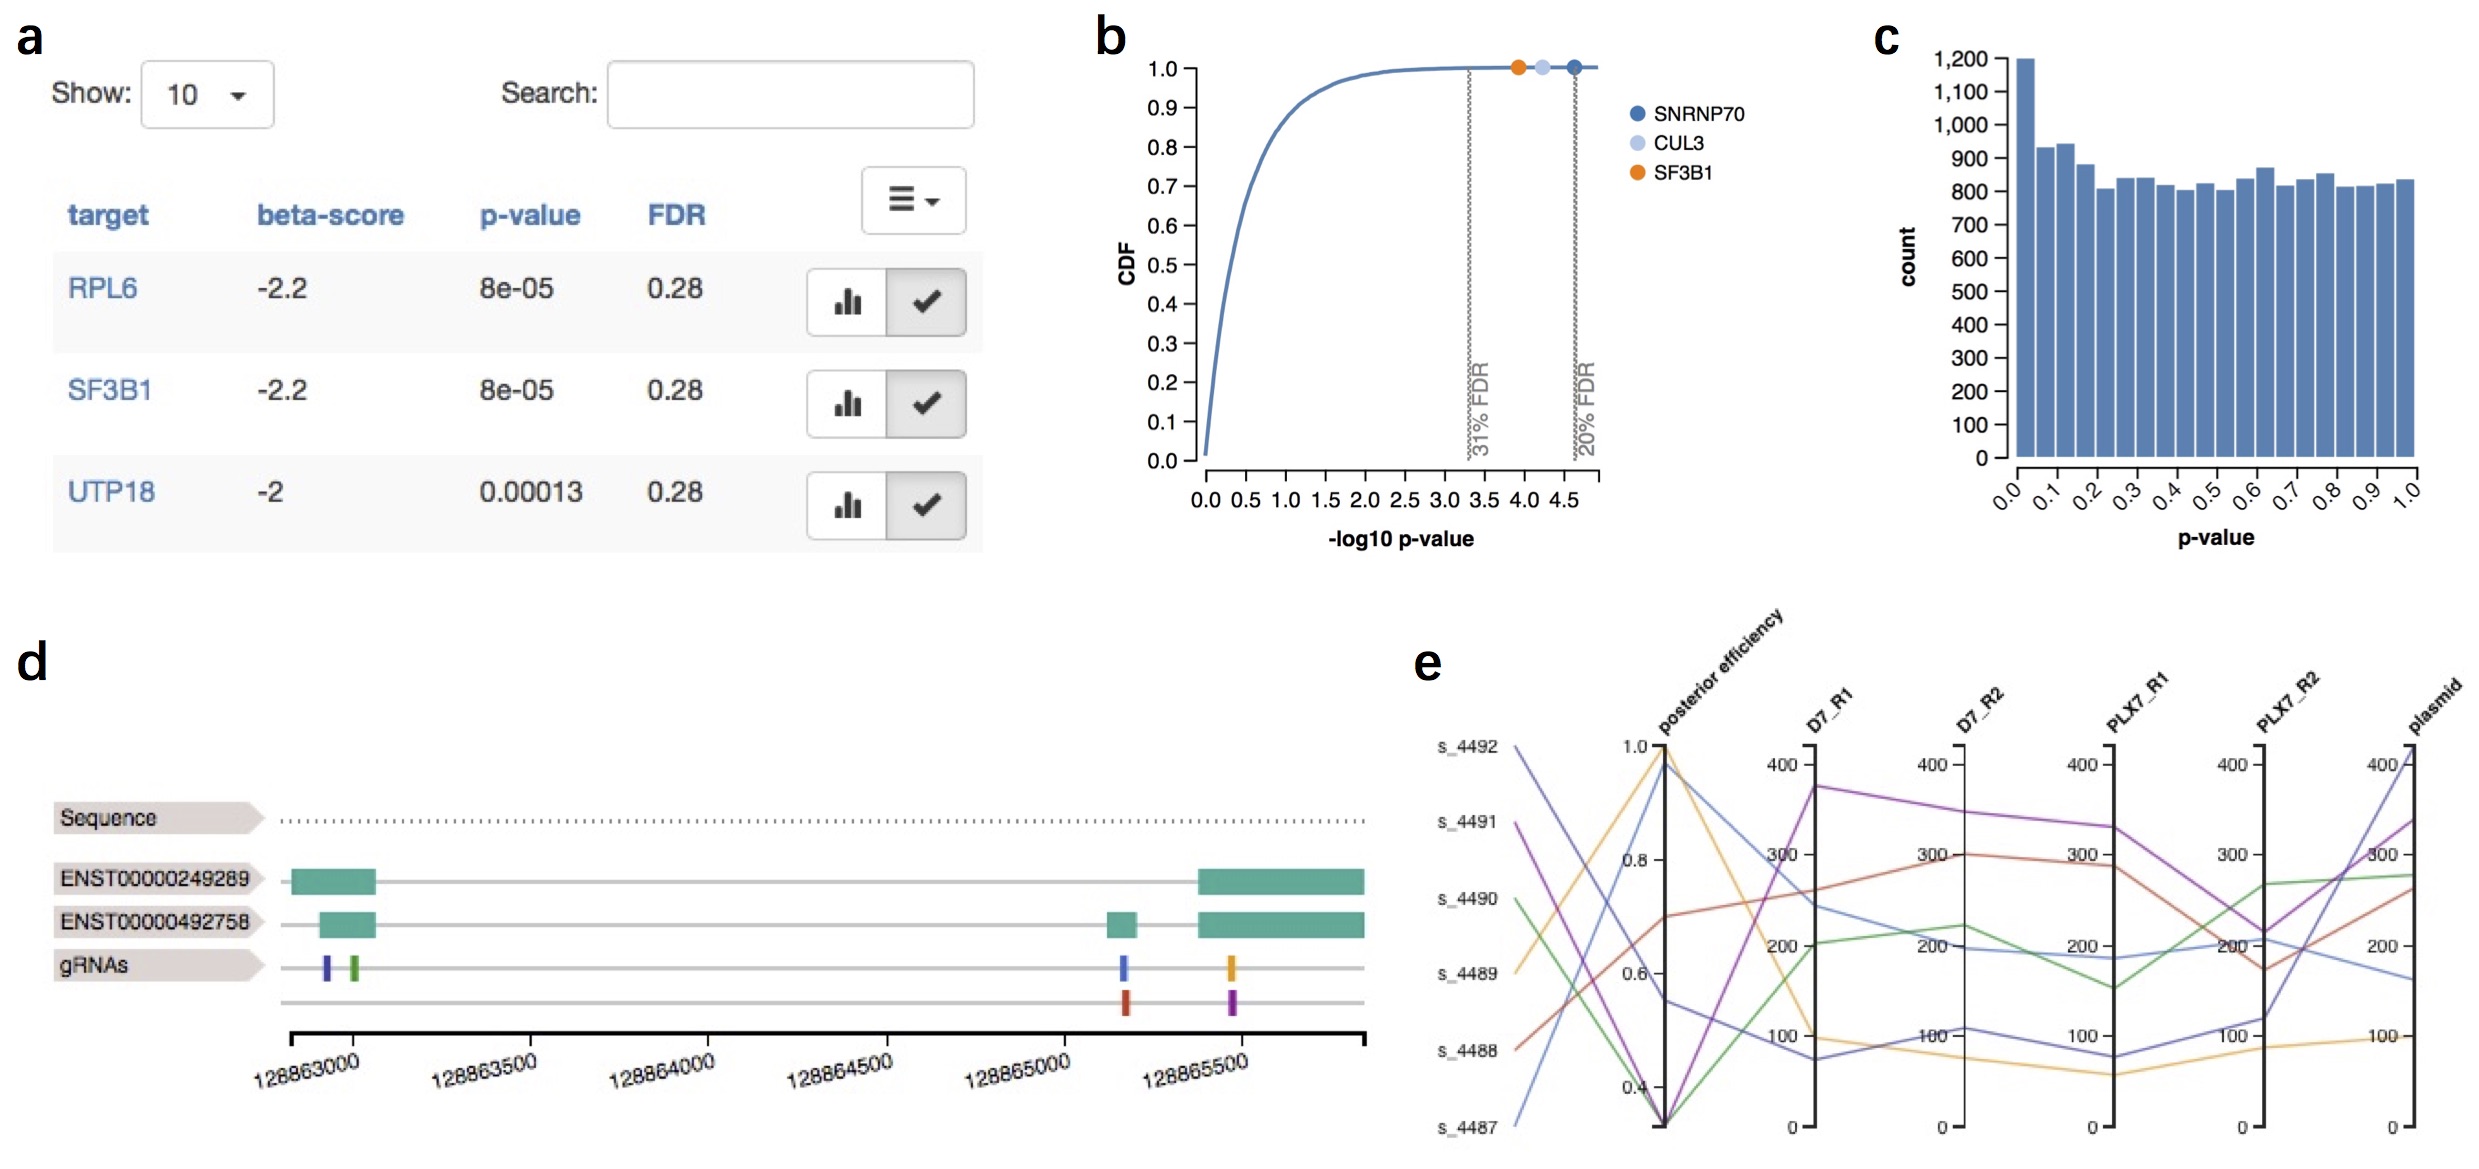 a
Show: 10
Search:
target beta-score p-value FDR
RPL6 -2.2 8e-05 0.28
SF3B1 -2.2 8e-05 0.28
UTP18 -2 0.00013 0.28
b
1.0
0.9
0.8
0.7
0.6
0.5
0.4
0.3
0.2
0.1
0.0
CDF
31% FDR
20% FDR
0.0 0.5 1.0 1.5 2.0 2.5 3.0 3.5 4.0 4.5
-log10 p-value
SNRNP70
CUL3
SF3B1
c
1,200
1,100
1,000
900
800
700
600
500
400
300
200
100
0
count
0.0 0.1 0.2 0.3 0.4 0.5 0.6 0.7 0.8 0.9 1.0
p-value
d
Sequence
ENST00000249289
ENST00000492758
gRNAs
128863000 128863500 128864000 128864500 128865000 128865500
e
posterior efficiency D7_R1 D7_R2 PLX7_R1 PLX7_R2 plasmid
s_4492
s_4491
s_4490
s_4489
s_4488
s_4487
1.0
0.8
0.6
0.4
400
300
200
100
0
400
300
200
100
0
400
300
200
100
0
400
300
200
100
0
400
300
200
100
0